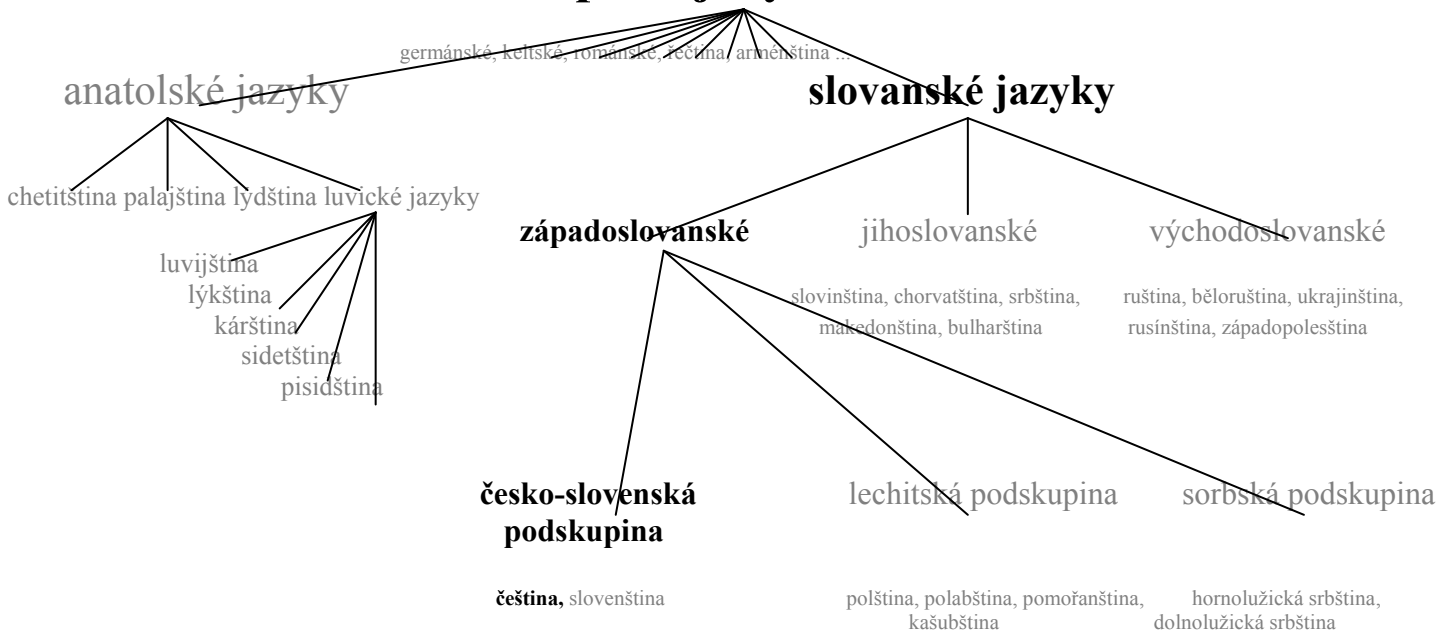 germánské, keltské, románské, řečtina, arménština ...
anatolské jazyky
slovanské jazyky
chetitština palajština lýdština luvické jazyky
západoslovanské
jihoslovanské
východoslovanské
luvijština
lýkština
kárština
sidetština
pisidština
slovinština, chorvatština, srbština,
makedonština, bulharština
ruština, běloruština, ukrajinština,
rusínština, západopolesština
česko-slovenská
podskupina
lechitská podskupina
sorbská podskupina
čeština, slovenština
polština, polabština, pomořanština,
kašubština
hornolužická srbština,
dolnolužická srbština